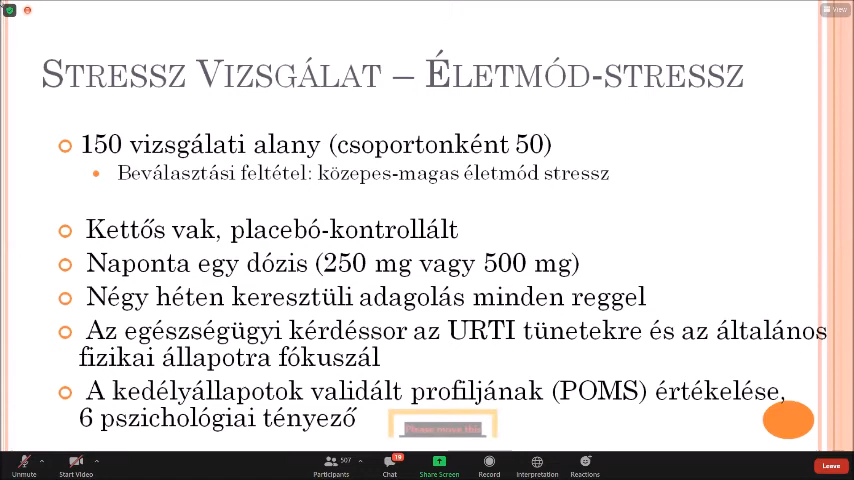 View
STRESSZ VIZSGÁLAT – ÉLETMÓD-STRESSZ
150 vizsgálati alany (csoportonként 50)
Beválasztási feltétel: közepes-magas életmód stressz
Kettős vak, placebó-kontrollált
Naponta egy dózis (250 mg vagy 500 mg)
Négy héten keresztüli adagolás minden reggel
Az egészségügyi kérdéssor az URTI tünetekre és az általános
fizikai állapotra fókuszál
A kedélyállapotok validált profiljának (POMS) értékelése,
6 pszichológiai tényező
Please move this
Unmute Start Video Participants 507 Chat 19 Share Screen Record Interpretation Reactions Leave